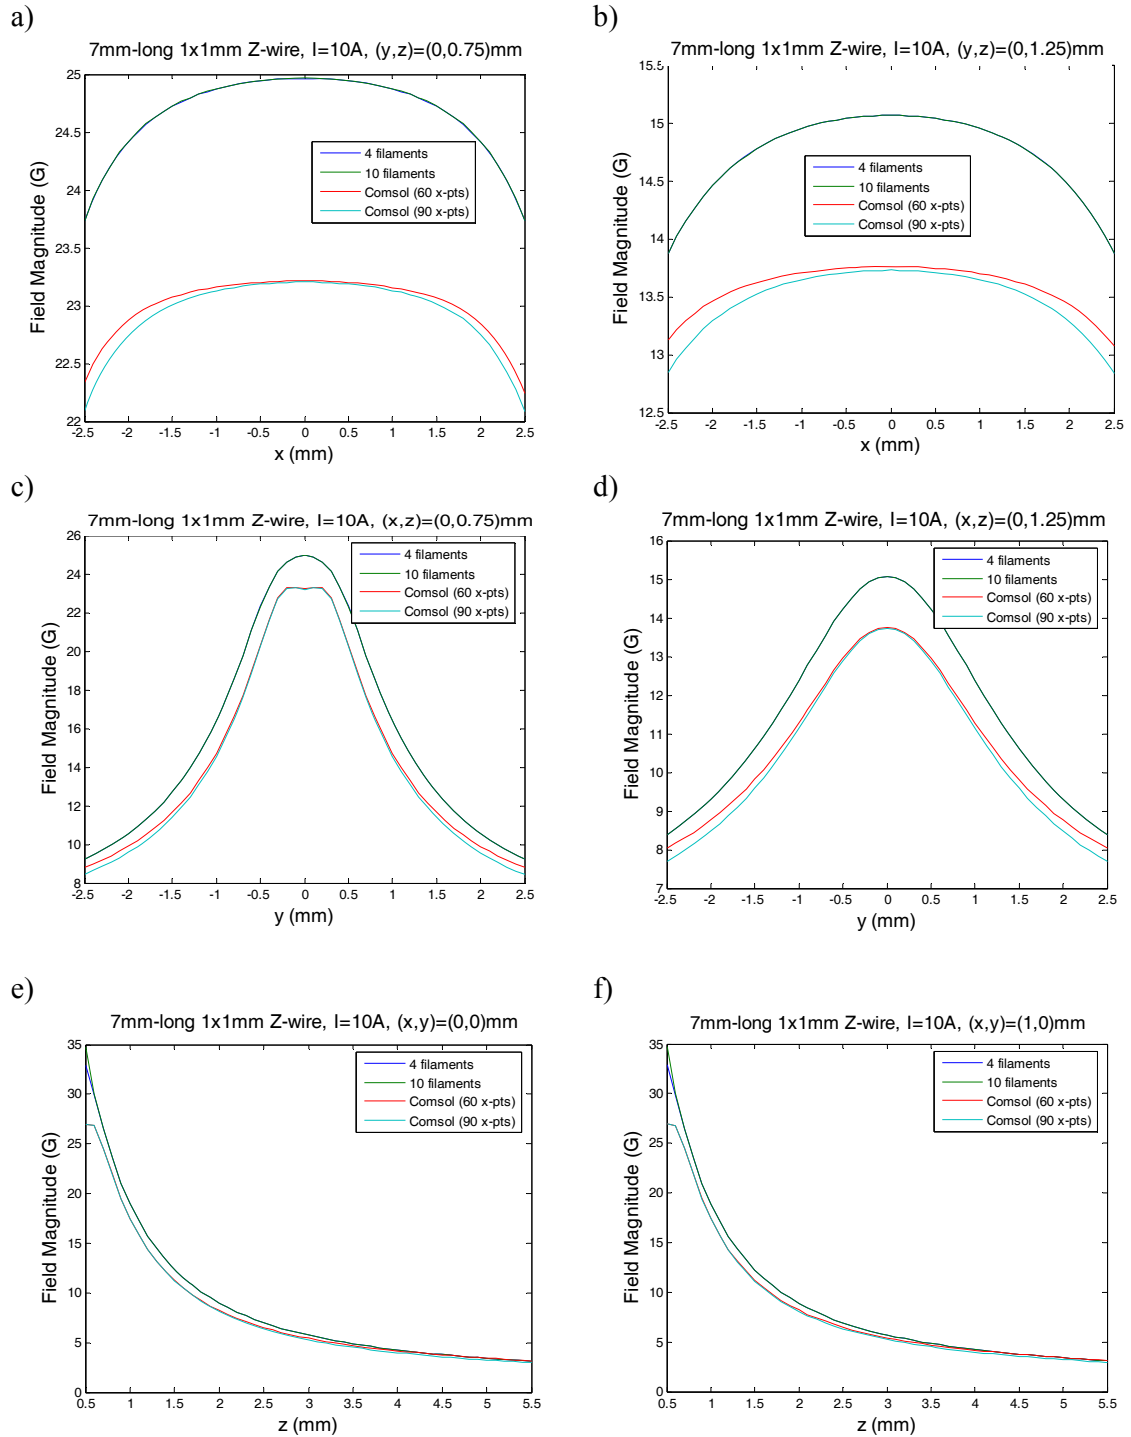 a)
7mm-long 1x1mm Z-wire, I=10A, (y,z)=(0,0.75)mm
25
24.5
24
23.5
23
22.5
22
Field Magnitude (G)
4 filaments
10 filaments
Comsol (60 x-pts)
Comsol (90 x-pts)
-2.5 -2 -1.5 -1 -0.5 0 0.5 1 1.5 2 2.5
x (mm)
b)
7mm-long 1x1mm Z-wire, I=10A, (y,z)=(0,1.25)mm
15.5
15
14.5
14
13.5
13
12.5
Field Magnitude (G)
4 filaments
10 filaments
Comsol (60 x-pts)
Comsol (90 x-pts)
-2.5 -2 -1.5 -1 -0.5 0 0.5 1 1.5 2 2.5
x (mm)
c)
7mm-long 1x1mm Z-wire, I=10A, (x,z)=(0,0.75)mm
26
24
22
20
18
16
14
12
10
8
Field Magnitude (G)
4 filaments
10 filaments
Comsol (60 x-pts)
Comsol (90 x-pts)
-2.5 -2 -1.5 -1 -0.5 0 0.5 1 1.5 2 2.5
y (mm)
d)
7mm-long 1x1mm Z-wire, I=10A, (x,z)=(0,1.25)mm
16
15
14
13
12
11
10
9
8
7
Field Magnitude (G)
4 filaments
10 filaments
Comsol (60 x-pts)
Comsol (90 x-pts)
-2.5 -2 -1.5 -1 -0.5 0 0.5 1 1.5 2 2.5
y (mm)
e)
7mm-long 1x1mm Z-wire, I=10A, (x,y)=(0,0)mm
35
30
25
20
15
10
5
0
Field Magnitude (G)
4 filaments
10 filaments
Comsol (60 x-pts)
Comsol (90 x-pts)
0.5 1 1.5 2 2.5 3 3.5 4 4.5 5 5.5
z (mm)
f)
7mm-long 1x1mm Z-wire, I=10A, (x,y)=(1,0)mm
35
30
25
20
15
10
5
0
Field Magnitude (G)
4 filaments
10 filaments
Comsol (60 x-pts)
Comsol (90 x-pts)
0.5 1 1.5 2 2.5 3 3.5 4 4.5 5 5.5
z (mm)